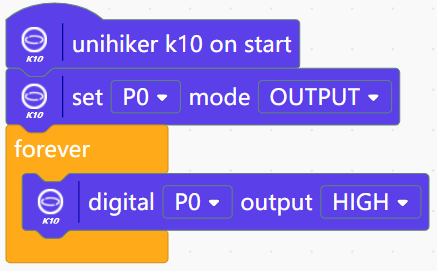 K10 unihiker k10 on start
K10 set P0 mode OUTPUT
forever
K10 digital P0 output HIGH